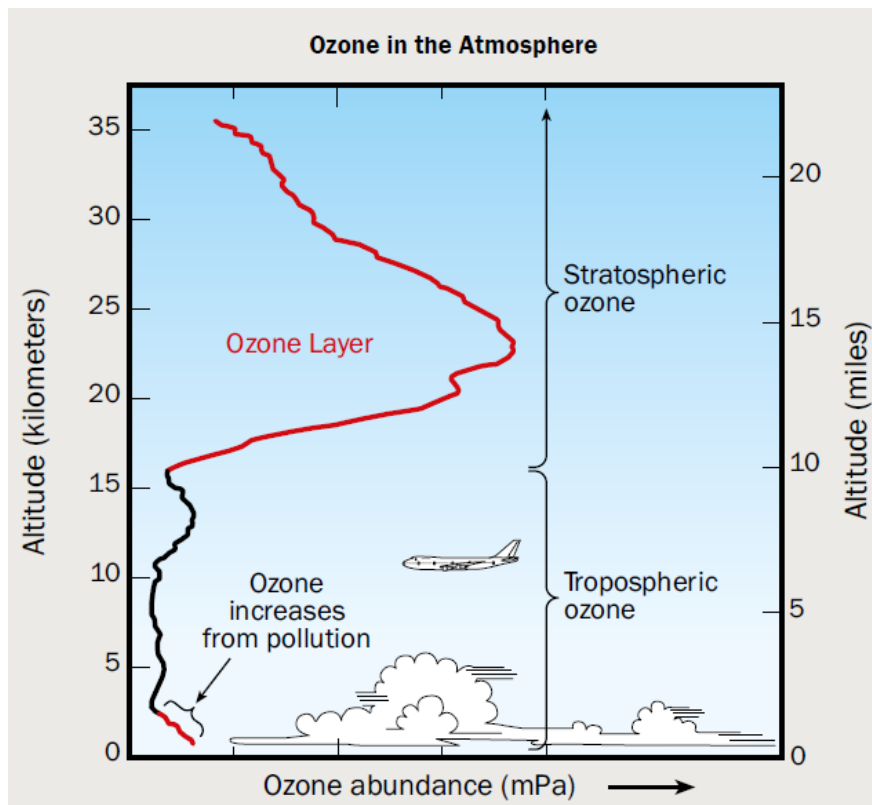 Ozone in the Atmosphere
Altitude (kilometers)
35
30
25
20
15
10
5
0
Ozone Layer
Stratospheric
ozone
Ozone
increases
from pollution
Tropospheric
ozone
20
15
10
5
0
Altitude (miles)
Ozone abundance (mPa)